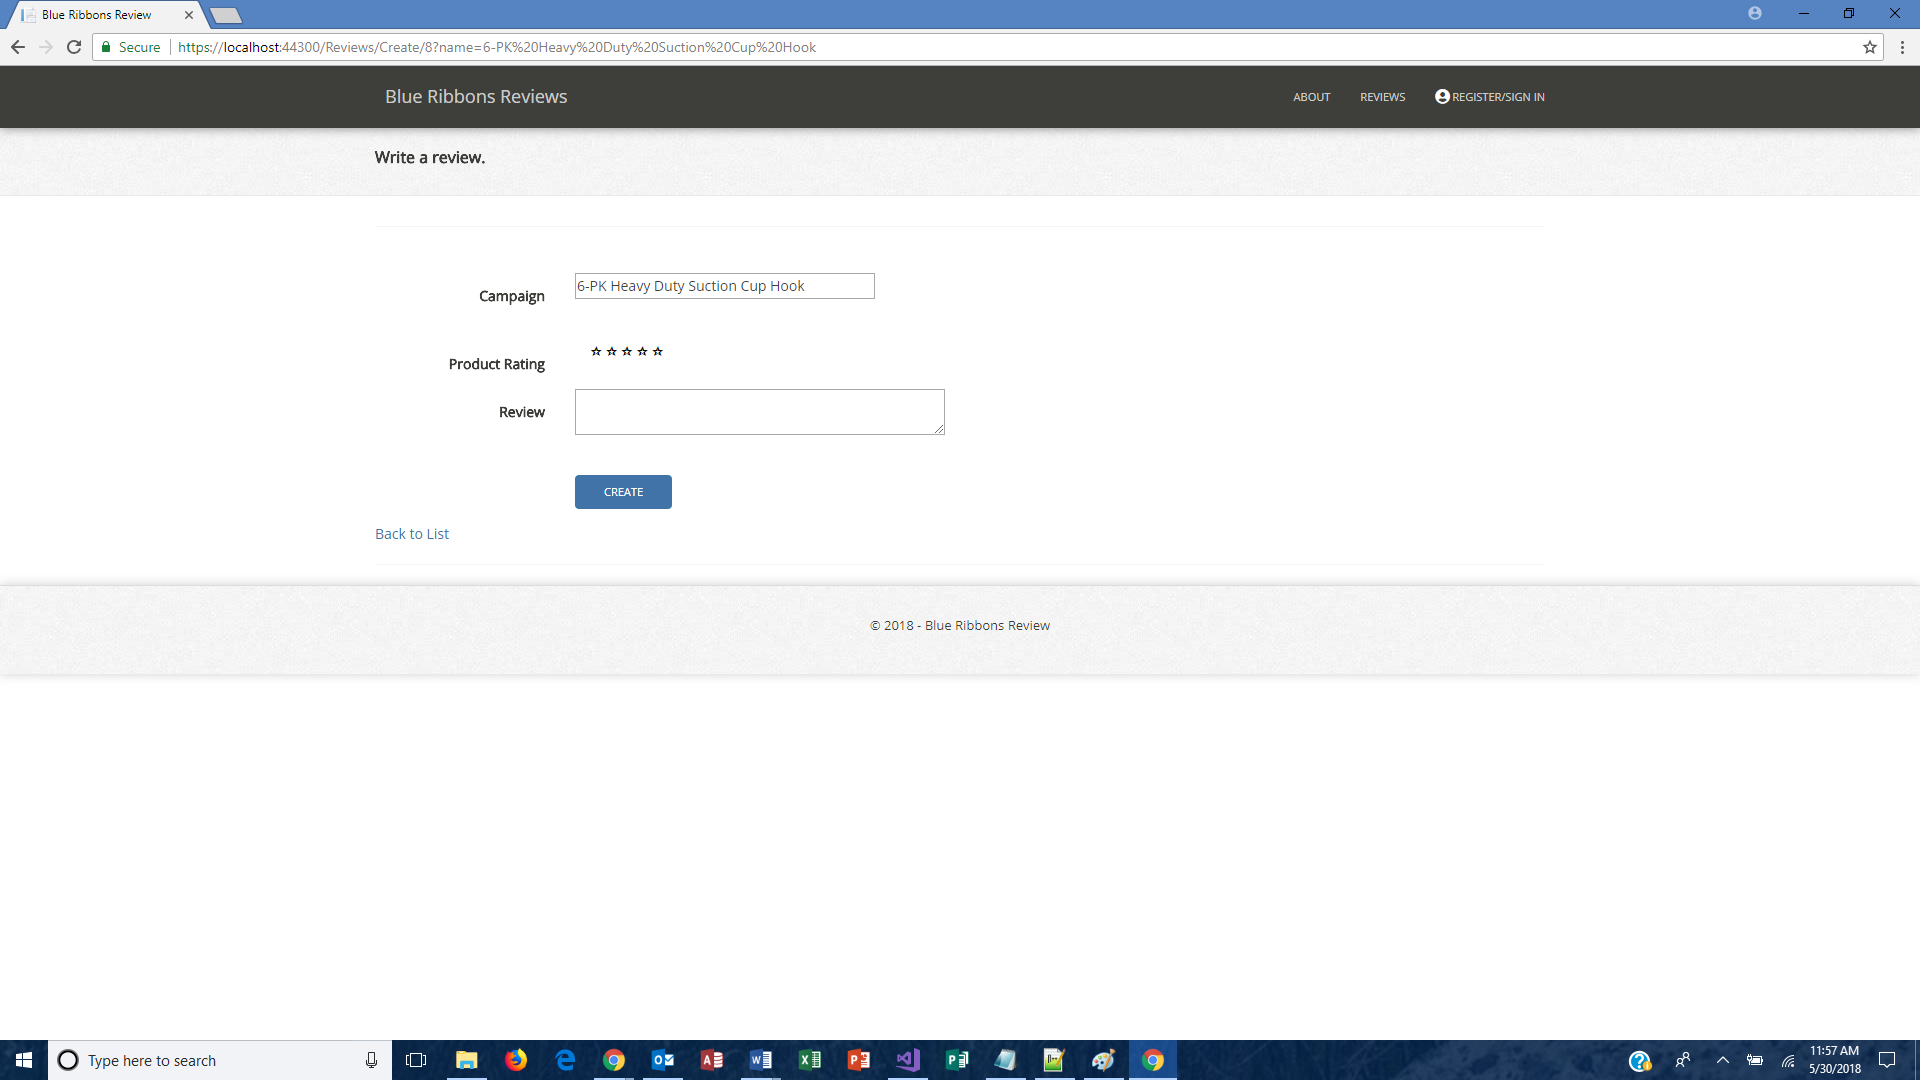 Blue Ribbons Review
Secure https://localhost:44300/Reviews/Create/8?name=6-PK%20Heavy%20Duty%20Suction%20Cup%20Hook
Blue Ribbons Reviews
ABOUT
REVIEWS
REGISTER/SIGN IN
Write a review.
Campaign
6-PK Heavy Duty Suction Cup Hook
Product Rating
Review
CREATE
Back to List
© 2018 - Blue Ribbons Review
Type here to search
11:57 AM
5/30/2018